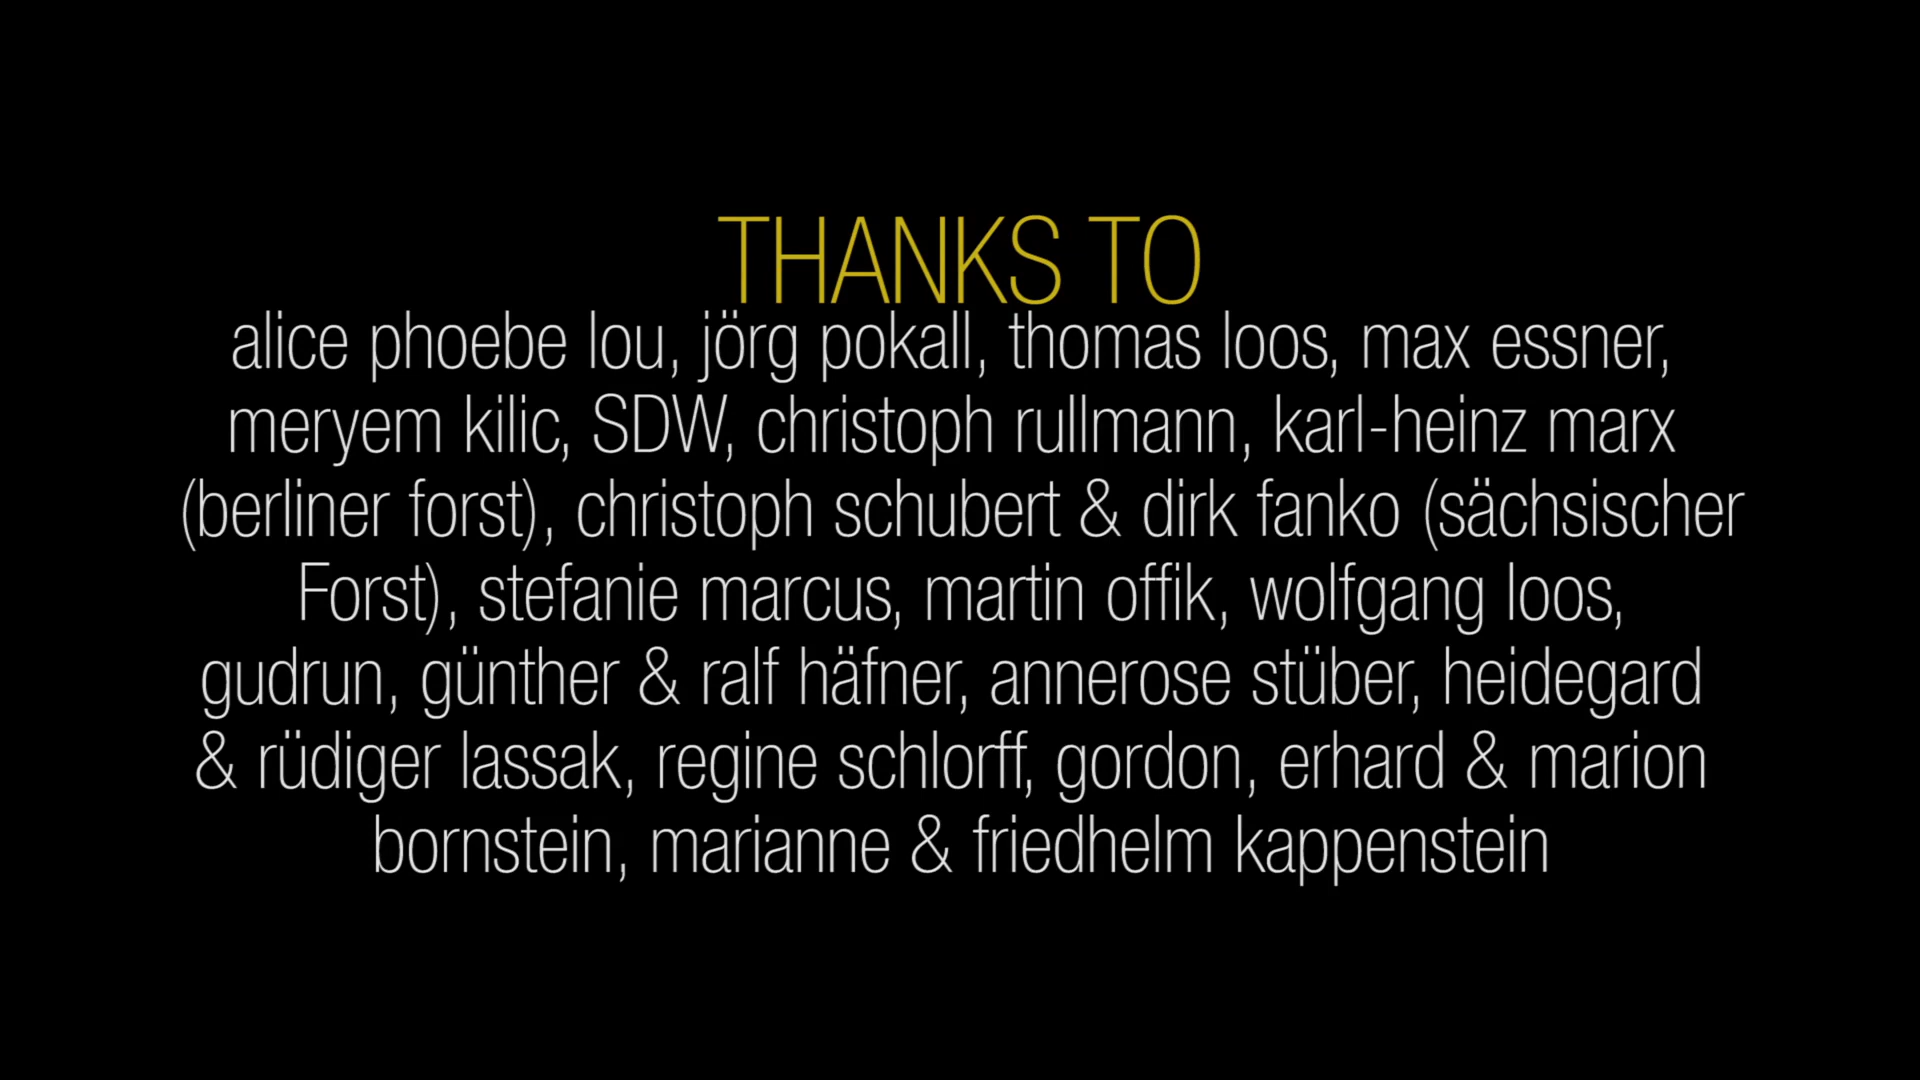 THANKS TO
alice phoebe lou, jörg pokall, thomas loos, max essner,
meryem kilic, SDW, christoph rullmann, karl-heinz marx
(berliner forst), christoph schubert & dirk fanko (sächsischer
Forst), stefanie marcus, martin offik, wolfgang loos,
gudrun, günther & ralf häfner, annerose stüber, heidegard
& rüdiger lassak, regine schlorff, gordon, erhard & marion
bornstein, marianne & friedhelm kappenstein